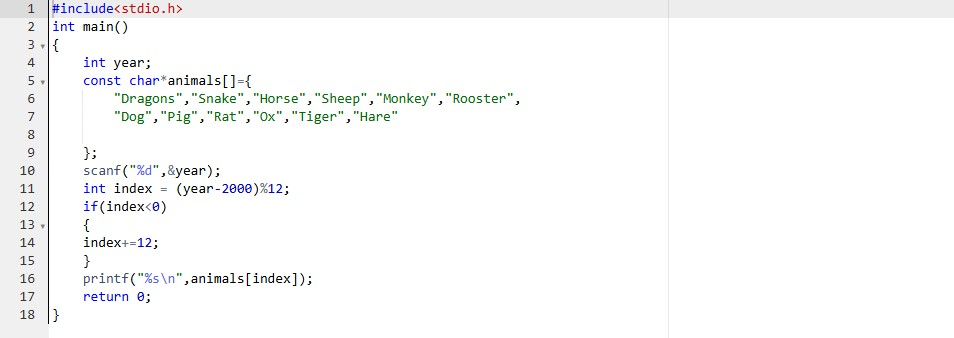 1 #include<stdio.h>
2 int main()
3 {
4 int year;
5 const char*animals[]={
6 "Dragons","Snake","Horse","Sheep","Monkey","Rooster",
7 "Dog","Pig","Rat","Ox","Tiger","Hare"
8
9 };
10 scanf("%d",&year);
11 int index = (year-2000)%12;
12 if(index<0)
13 {
14 index+=12;
15 }
16 printf("%s\n",animals[index]);
17 return 0;
18 }